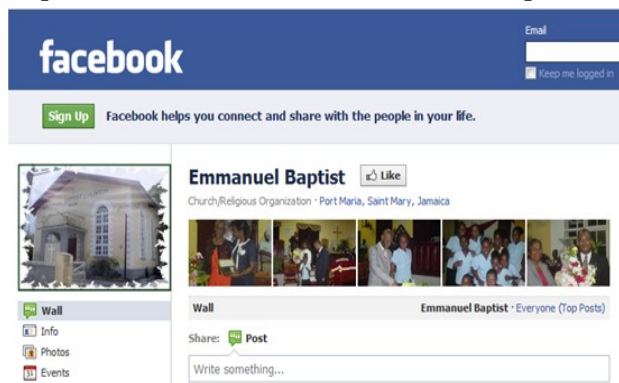 Email
facebook
Keep me logged in
Sign Up Facebook helps you connect and share with the people in your life.
Emmanuel Baptist Like
Church/Religious Organization · Port Maria, Saint Mary, Jamaica
Wall
Info
Photos
Events
Wall Emmanuel Baptist · Everyone (Top Posts)
Share: Post
Write something...